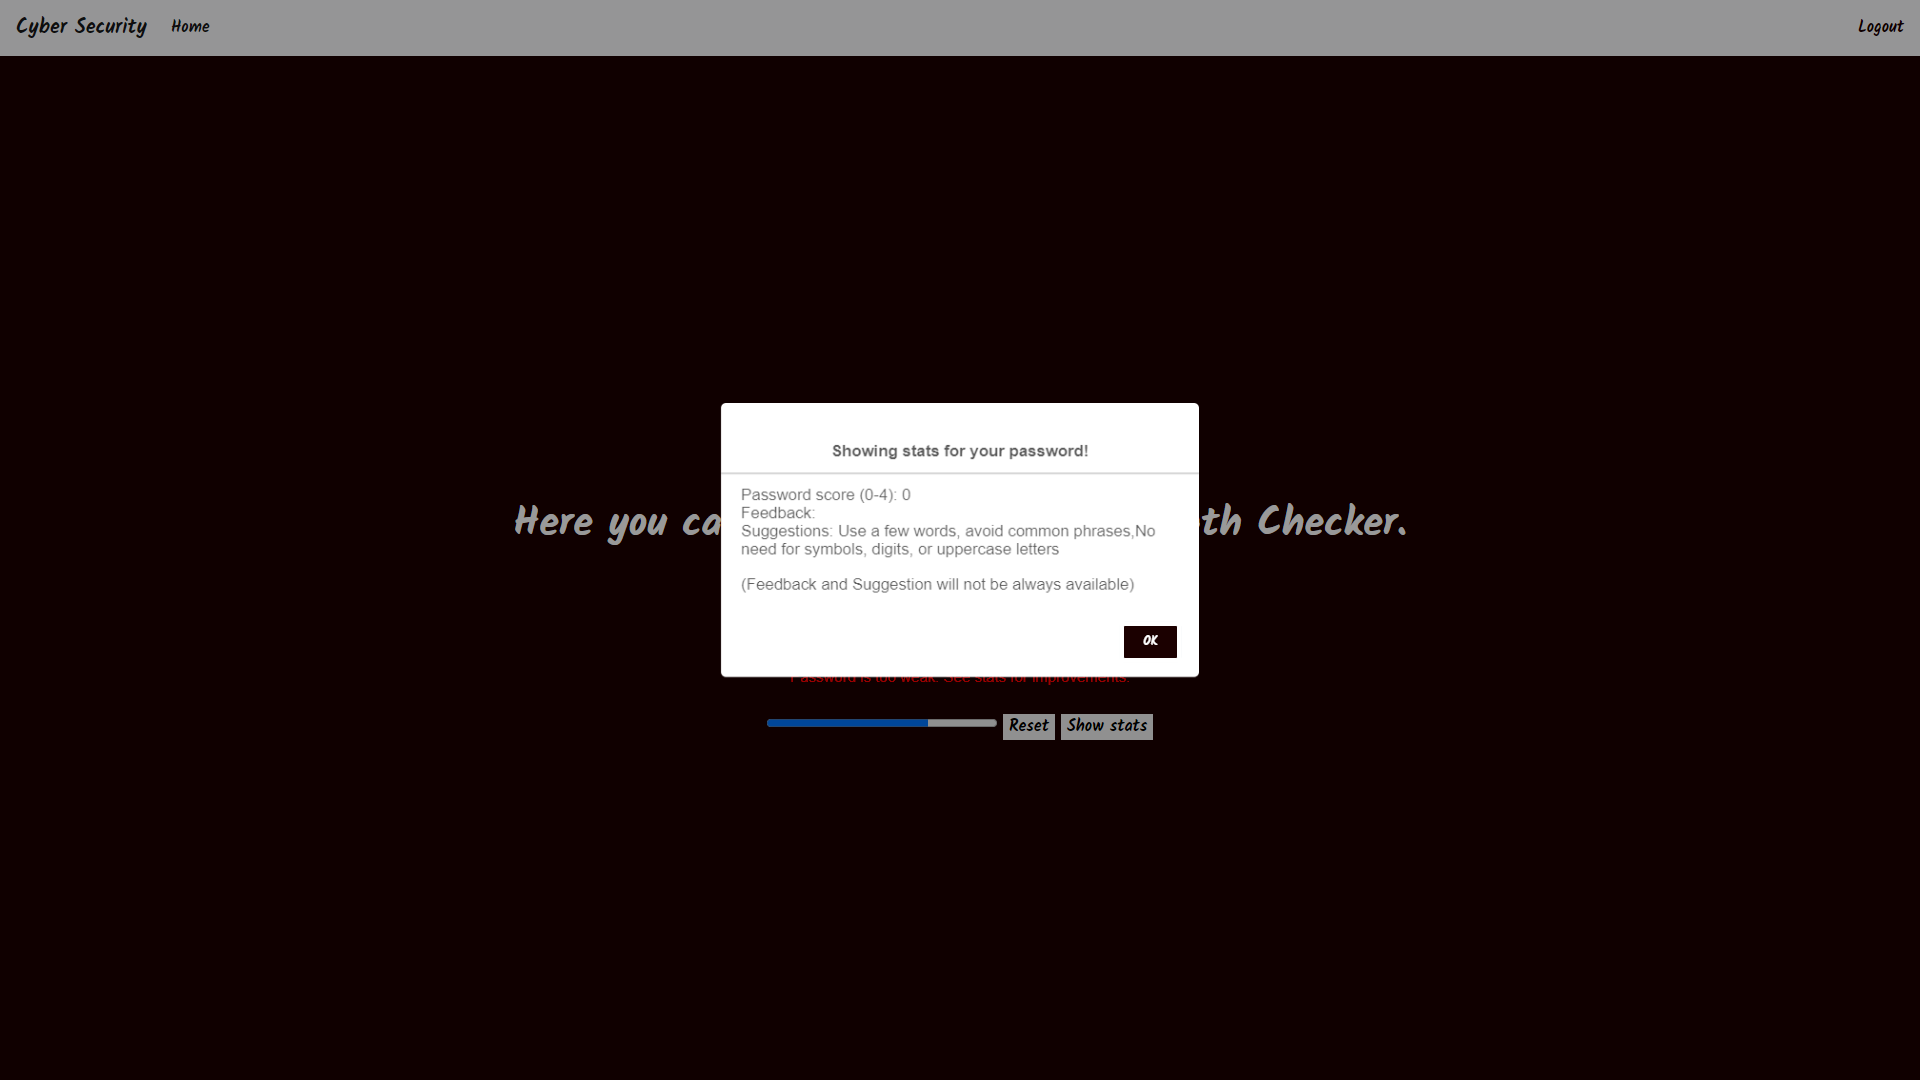 Cyber Security Home Logout
Showing stats for your password!
Password score (0-4): 0
Feedback:
Here you ca th Checker.
Suggestions: Use a few words, avoid common phrases,No
need for symbols, digits, or uppercase letters
(Feedback and Suggestion will not be always available)
OK
Password is too weak. See stats for improvements.
Reset Show stats